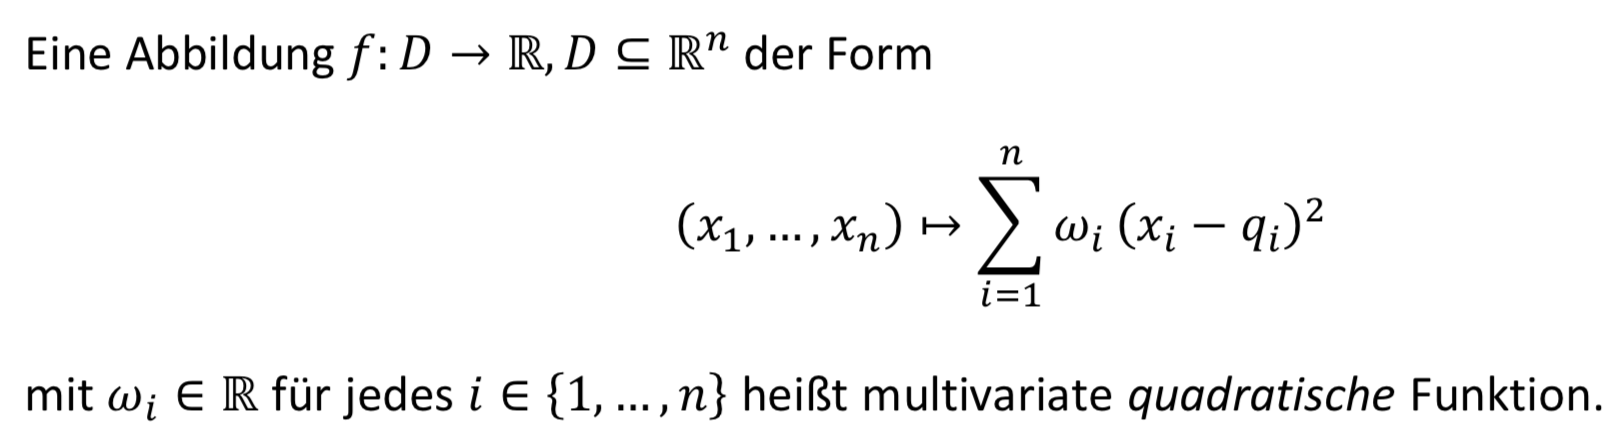 Eine Abbildung f: D → ℝ, D ⊆ ℝⁿ der Form
(x₁, …, xₙ) ↦ ∑ᵢ₌₁ⁿ ωᵢ (xᵢ − qᵢ)²
mit ωᵢ ∈ ℝ für jedes i ∈ {1, …, n} heißt multivariate quadratische Funktion.